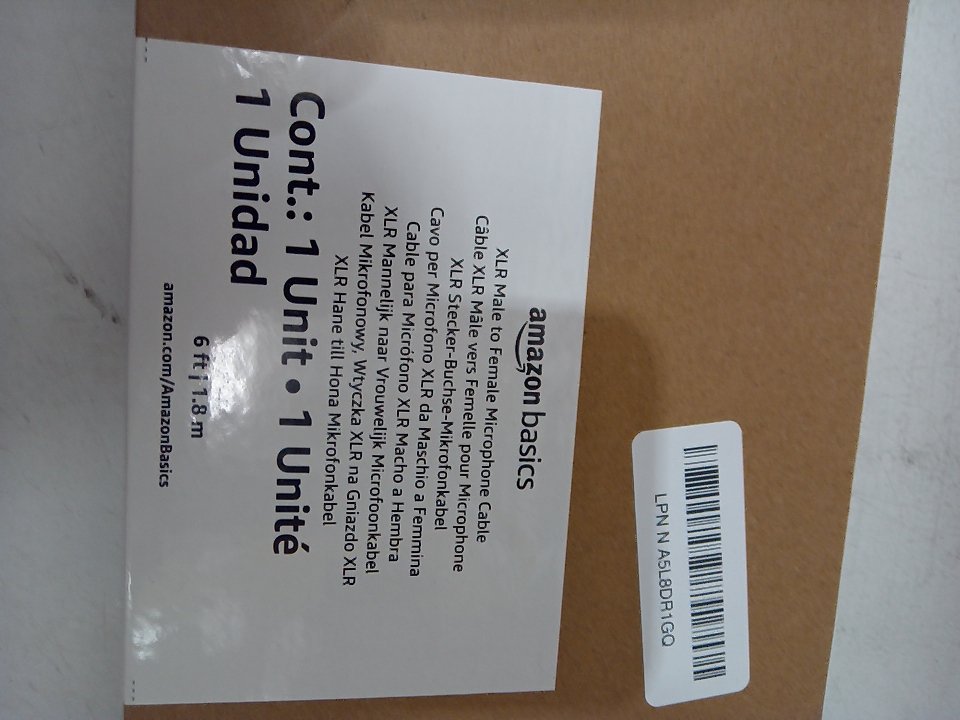 LPN N A5L8DR1GQ
amazon basics
XLR Male to Female Microphone Cable
Câble XLR Mâle vers Femelle pour Microphone
XLR Stecker-Buchse-Mikrofonkabel
Cavo per Microfono XLR da Maschio a Femmina
Cable para Micrófono XLR Macho a Hembra
XLR Mannelijk naar Vrouwelijk Microfoonkabel
Kabel Mikrofonowy, Wtyczka XLR na Gniazdo XLR
XLR Hane till Hona Mikrofonkabel
Cont.: 1 Unit • 1 Unité
1 Unidad
6 ft | 1.8 m
amazon.com/AmazonBasics